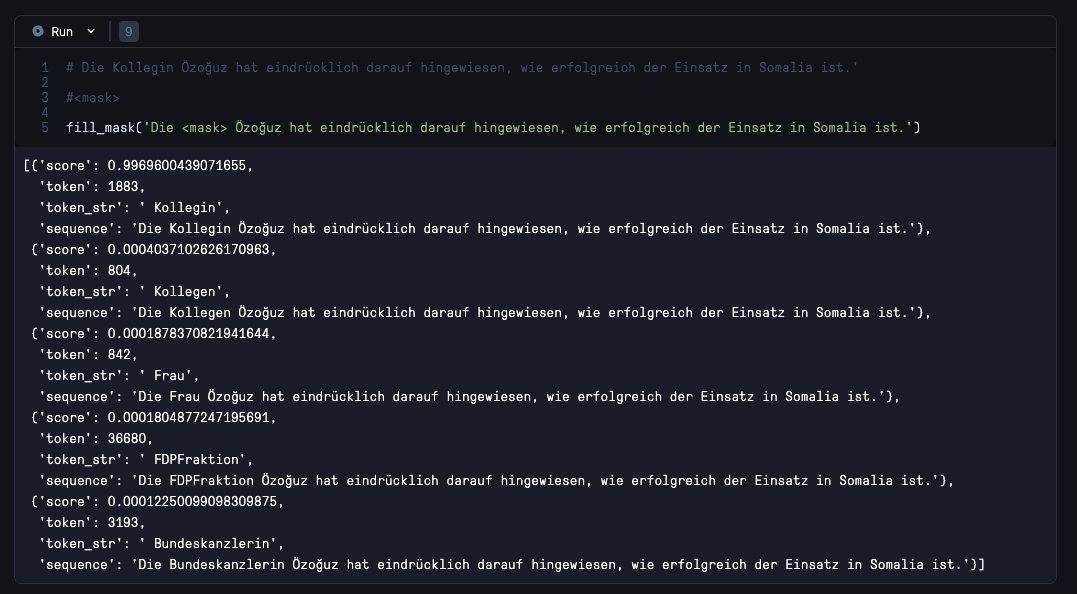 Run 9
1 # Die Kollegin Özoğuz hat eindrücklich darauf hingewiesen, wie erfolgreich der Einsatz in Somalia ist.'
2
3 #<mask>
4
5 fill_mask('Die <mask> Özoğuz hat eindrücklich darauf hingewiesen, wie erfolgreich der Einsatz in Somalia ist.')
[{'score': 0.9969600439071655,
'token': 1883,
'token_str': ' Kollegin',
'sequence': 'Die Kollegin Özoğuz hat eindrücklich darauf hingewiesen, wie erfolgreich der Einsatz in Somalia ist.'},
{'score': 0.0004037102626170963,
'token': 804,
'token_str': ' Kollegen',
'sequence': 'Die Kollegen Özoğuz hat eindrücklich darauf hingewiesen, wie erfolgreich der Einsatz in Somalia ist.'},
{'score': 0.0001878370821941644,
'token': 842,
'token_str': ' Frau',
'sequence': 'Die Frau Özoğuz hat eindrücklich darauf hingewiesen, wie erfolgreich der Einsatz in Somalia ist.'},
{'score': 0.0001804877247195691,
'token': 36680,
'token_str': ' FDPFraktion',
'sequence': 'Die FDPFraktion Özoğuz hat eindrücklich darauf hingewiesen, wie erfolgreich der Einsatz in Somalia ist.'},
{'score': 0.00012250099098309875,
'token': 3193,
'token_str': ' Bundeskanzlerin',
'sequence': 'Die Bundeskanzlerin Özoğuz hat eindrücklich darauf hingewiesen, wie erfolgreich der Einsatz in Somalia ist.'}]